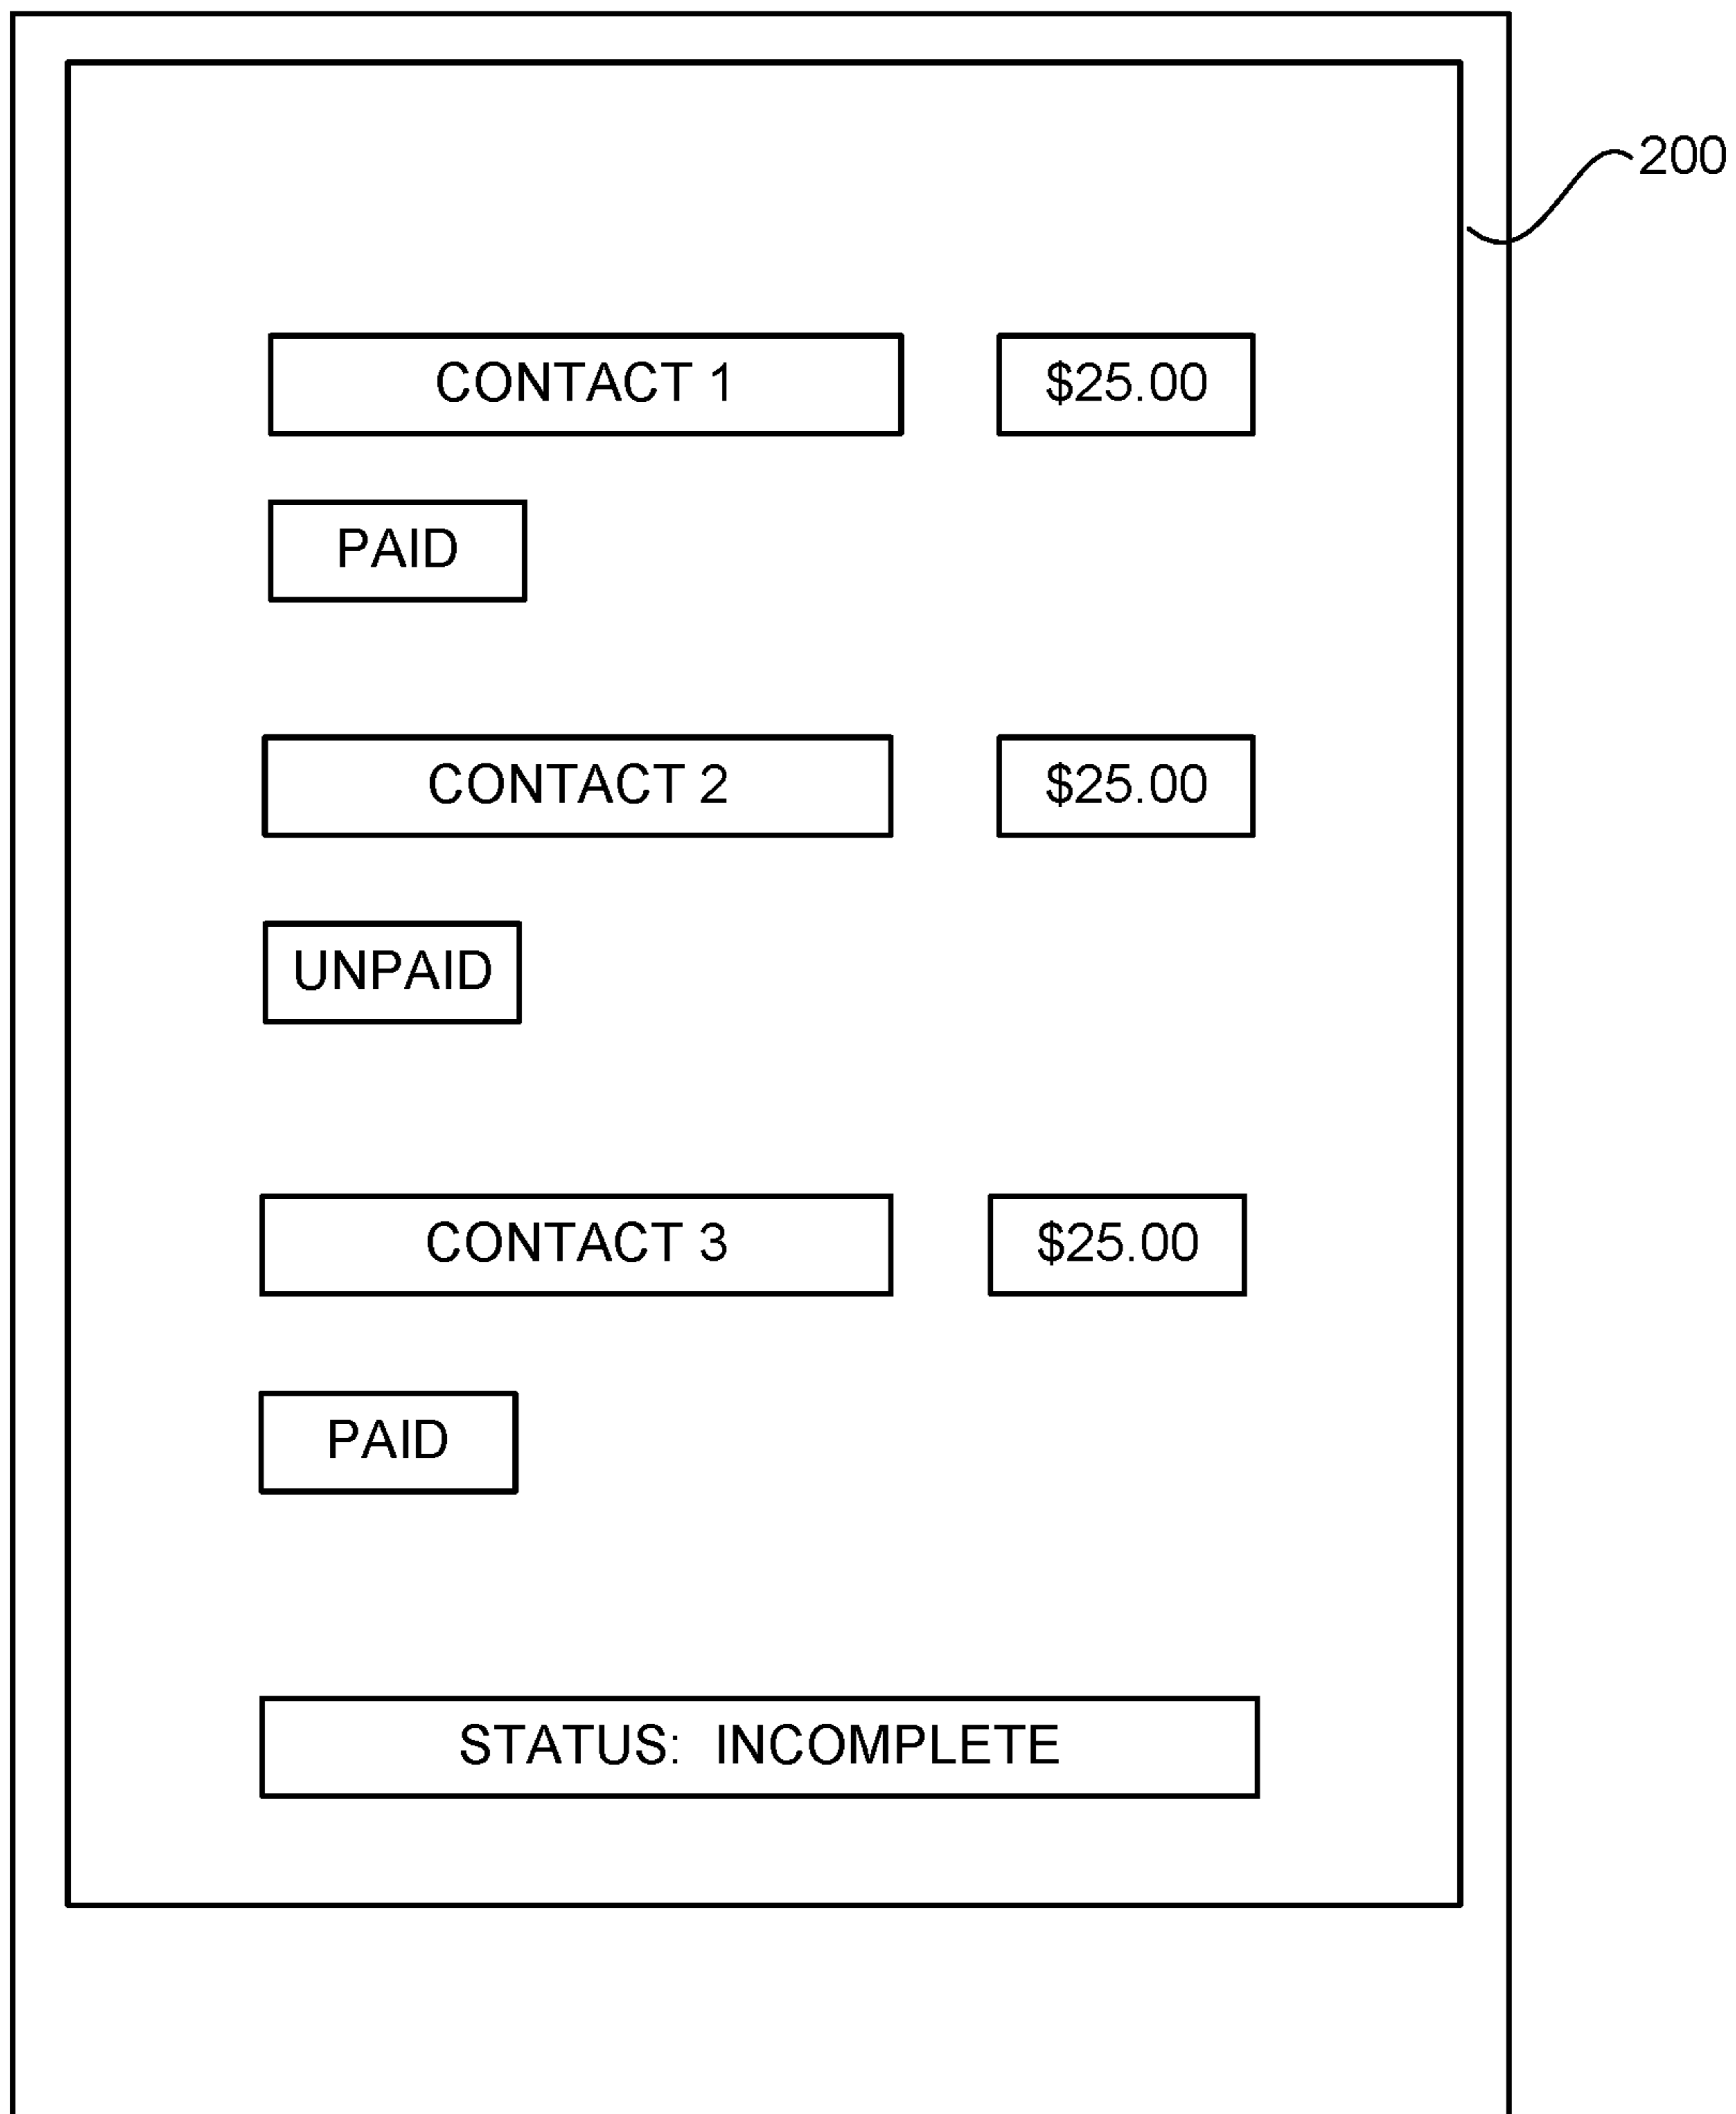 200
CONTACT 1 $25.00
PAID
CONTACT 2 $25.00
UNPAID
CONTACT 3 $25.00
PAID
STATUS: INCOMPLETE